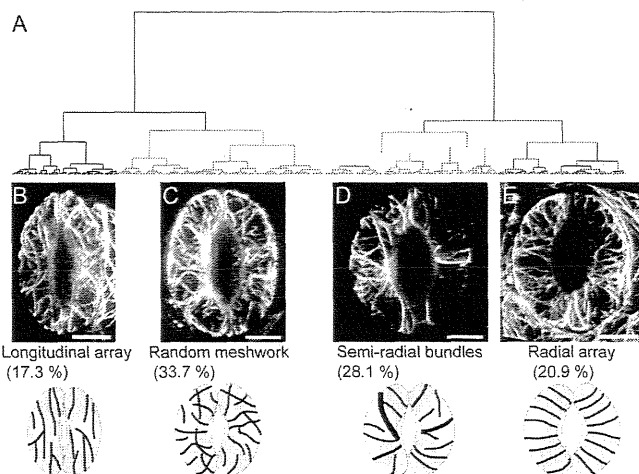 A
B
C
D
E
Longitudinal array
(17.3 %)
Random meshwork
(33.7 %)
Semi-radial bundles
(28.1 %)
Radial array
(20.9 %)